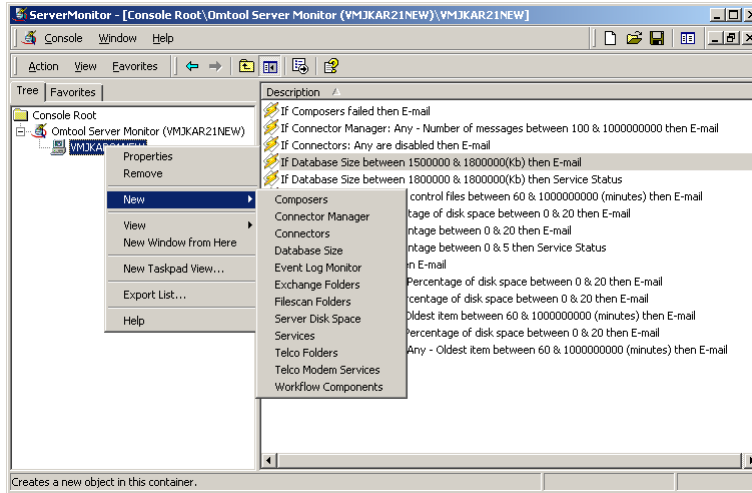 ServerMonitor - [Console Root\Omtool Server Monitor (VMJKAR21NEW)\VMJKAR21NEW]
Console Window Help
Action View Favorites
Tree Favorites
Description
Console Root
Omtool Server Monitor (VMJKAR21NEW)
If Composers failed then E-mail
If Connector Manager: Any - Number of messages between 100 & 1000000000 then E-mail
If Connectors: Any are disabled then E-mail
If Database Size between 1500000 & 1800000(Kb) then E-mail
If Database Size between 1800000 & 1800000(Kb) then Service Status
control files between 60 & 1000000000 (minutes) then E-mail
tage of disk space between 0 & 20 then E-mail
ntage between 0 & 20 then E-mail
ntage between 0 & 5 then Service Status
n E-mail
Percentage of disk space between 0 & 20 then E-mail
rcentage of disk space between 0 & 20 then E-mail
Oldest item between 60 & 1000000000 (minutes) then E-mail
Percentage of disk space between 0 & 20 then E-mail
Any - Oldest item between 60 & 1000000000 (minutes) then E-mail
Properties
Remove
New
View
New Window from Here
New Taskpad View...
Export List...
Help
Composers
Connector Manager
Connectors
Database Size
Event Log Monitor
Exchange Folders
Filescan Folders
Server Disk Space
Services
Telco Folders
Telco Modem Services
Workflow Components
Creates a new object in this container.